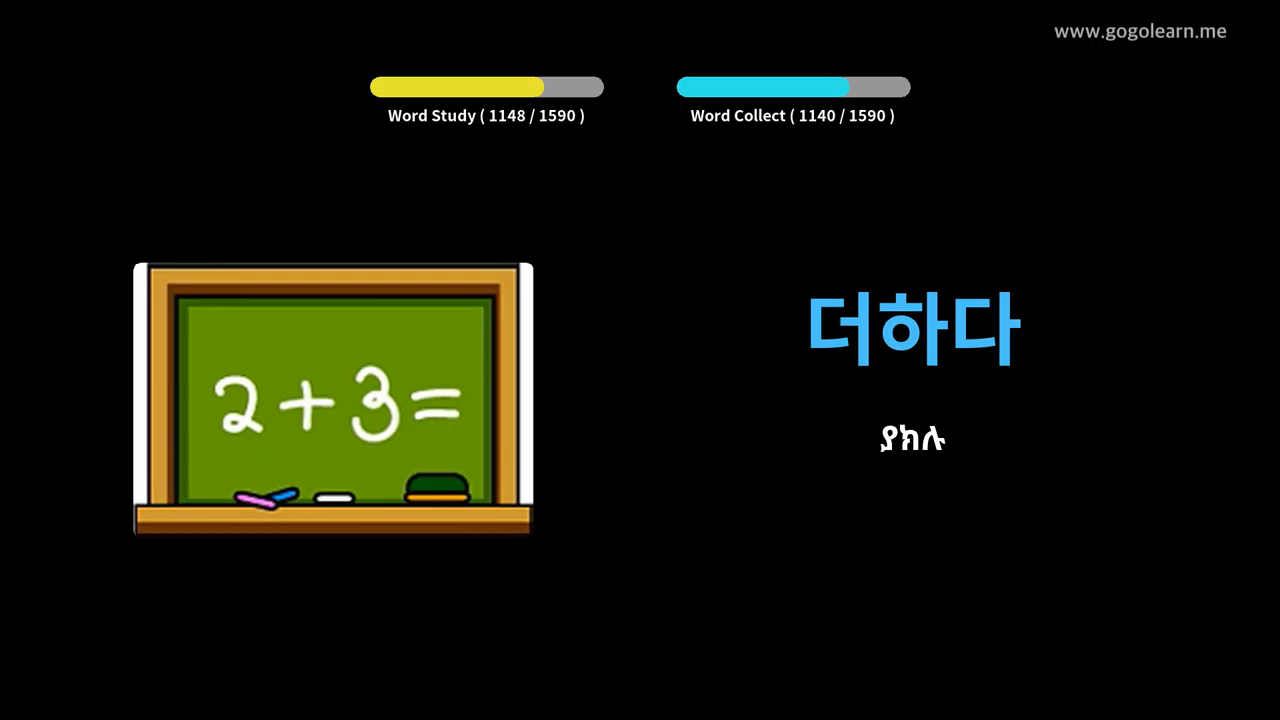 www.gogolearn.me
Word Study ( 1148 / 1590 )
Word Collect ( 1140 / 1590 )
2 + 3 =
더하다
ያክሉ